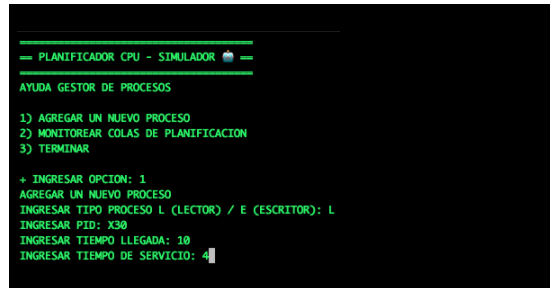 =====================================
== PLANIFICADOR CPU - SIMULADOR 🤖 ==
=====================================
AYUDA GESTOR DE PROCESOS
1) AGREGAR UN NUEVO PROCESO
2) MONITOREAR COLAS DE PLANIFICACION
3) TERMINAR
+ INGRESAR OPCION: 1
AGREGAR UN NUEVO PROCESO
INGRESAR TIPO PROCESO L (LECTOR) / E (ESCRITOR): L
INGRESAR PID: X30
INGRESAR TIEMPO LLEGADA: 10
INGRESAR TIEMPO DE SERVICIO: 4